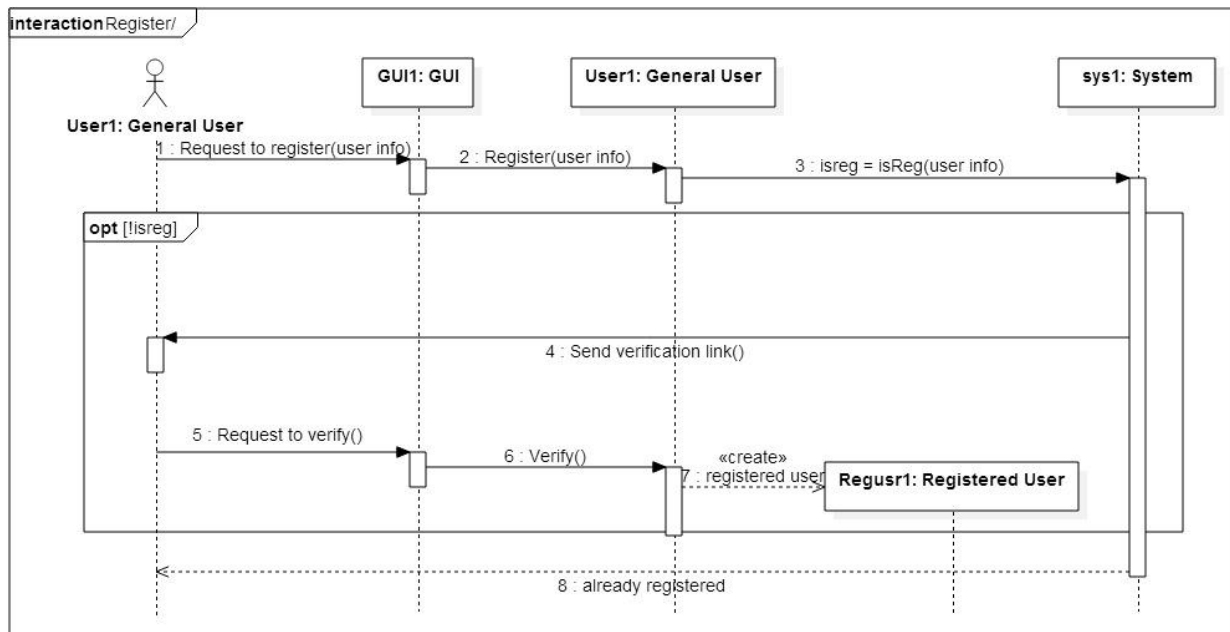 interaction Register/
GUI1: GUI
User1: General User
sys1: System
User1: General User
1 : Request to register(user info)
2 : Register(user info)
3 : isreg = isReg(user info)
opt [!isreg]
4 : Send verification link()
5 : Request to verify()
6 : Verify()
«create»
7 : registered user
Regusr1: Registered User
8 : already registered